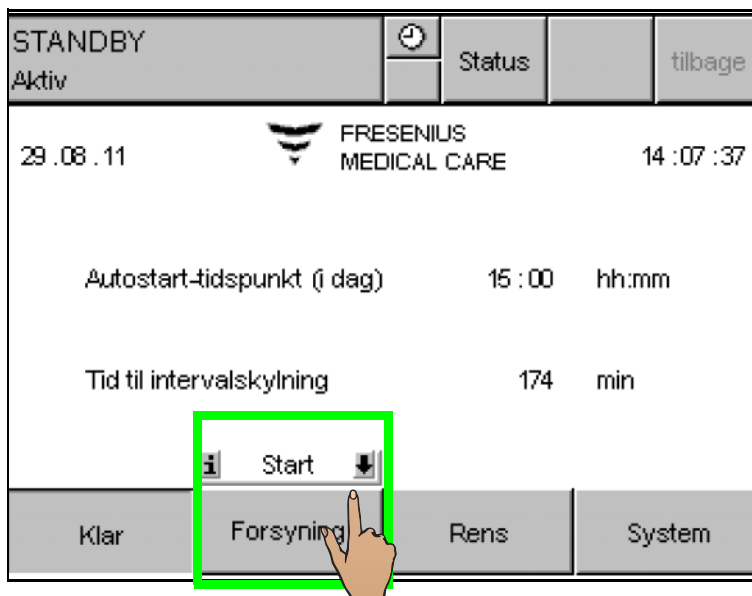 STANDBY
Aktiv
Status
tilbage
29.08.11
FRESENIUS
MEDICAL CARE
14:07:37
Autostart-tidspunkt (i dag) 15:00 hh:mm
Tid til intervalskylning 174 min
i Start
Klar
Forsyning
Rens
System